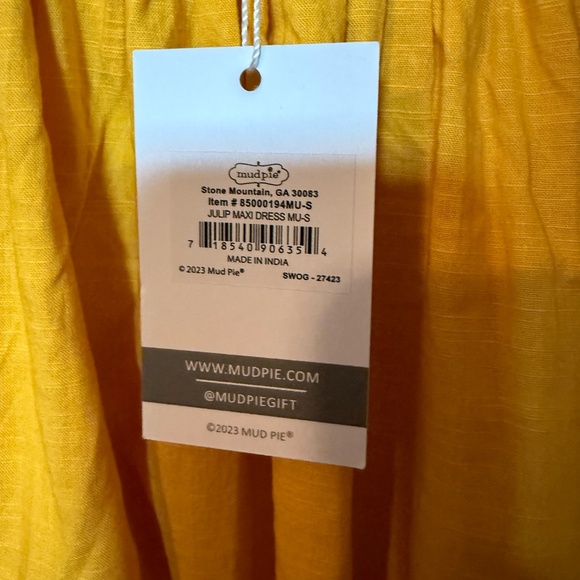 mudpie®
Stone Mountain, GA 30083
Item # 85000194MU-S
JULIP MAXI DRESS MU-S
7 18540 90635 4
MADE IN INDIA
©2023 Mud Pie® SWOG - 27423
WWW.MUDPIE.COM
@MUDPIEGIFT
©2023 MUD PIE®